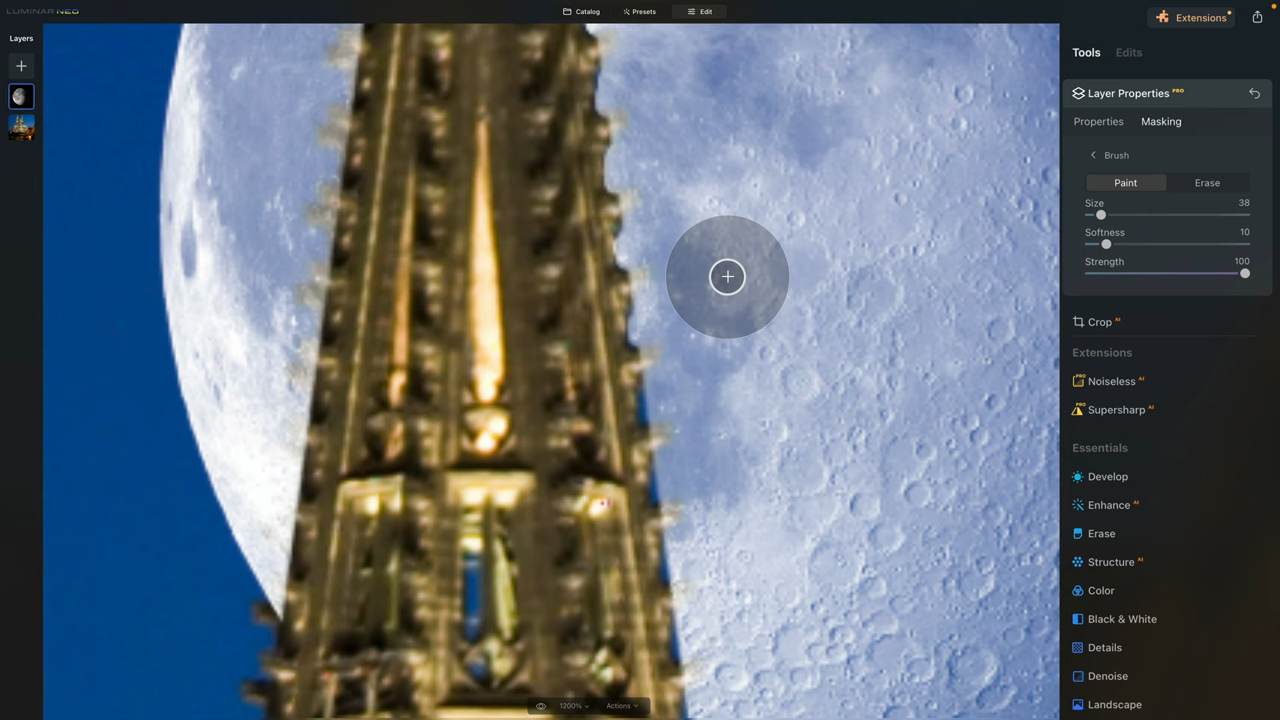 LUMINAR NEO
Catalog
Presets
Edit
Extensions
Layers
Tools
Edits
Layer Properties PRO
Properties
Masking
Brush
Paint
Erase
Size
38
Softness
10
Strength
100
Crop AI
Extensions
PRO
Noiseless AI
PRO
Supersharp AI
Essentials
Develop
Enhance AI
Erase
Structure AI
Color
Black & White
Details
Denoise
Landscape
1200%
Actions